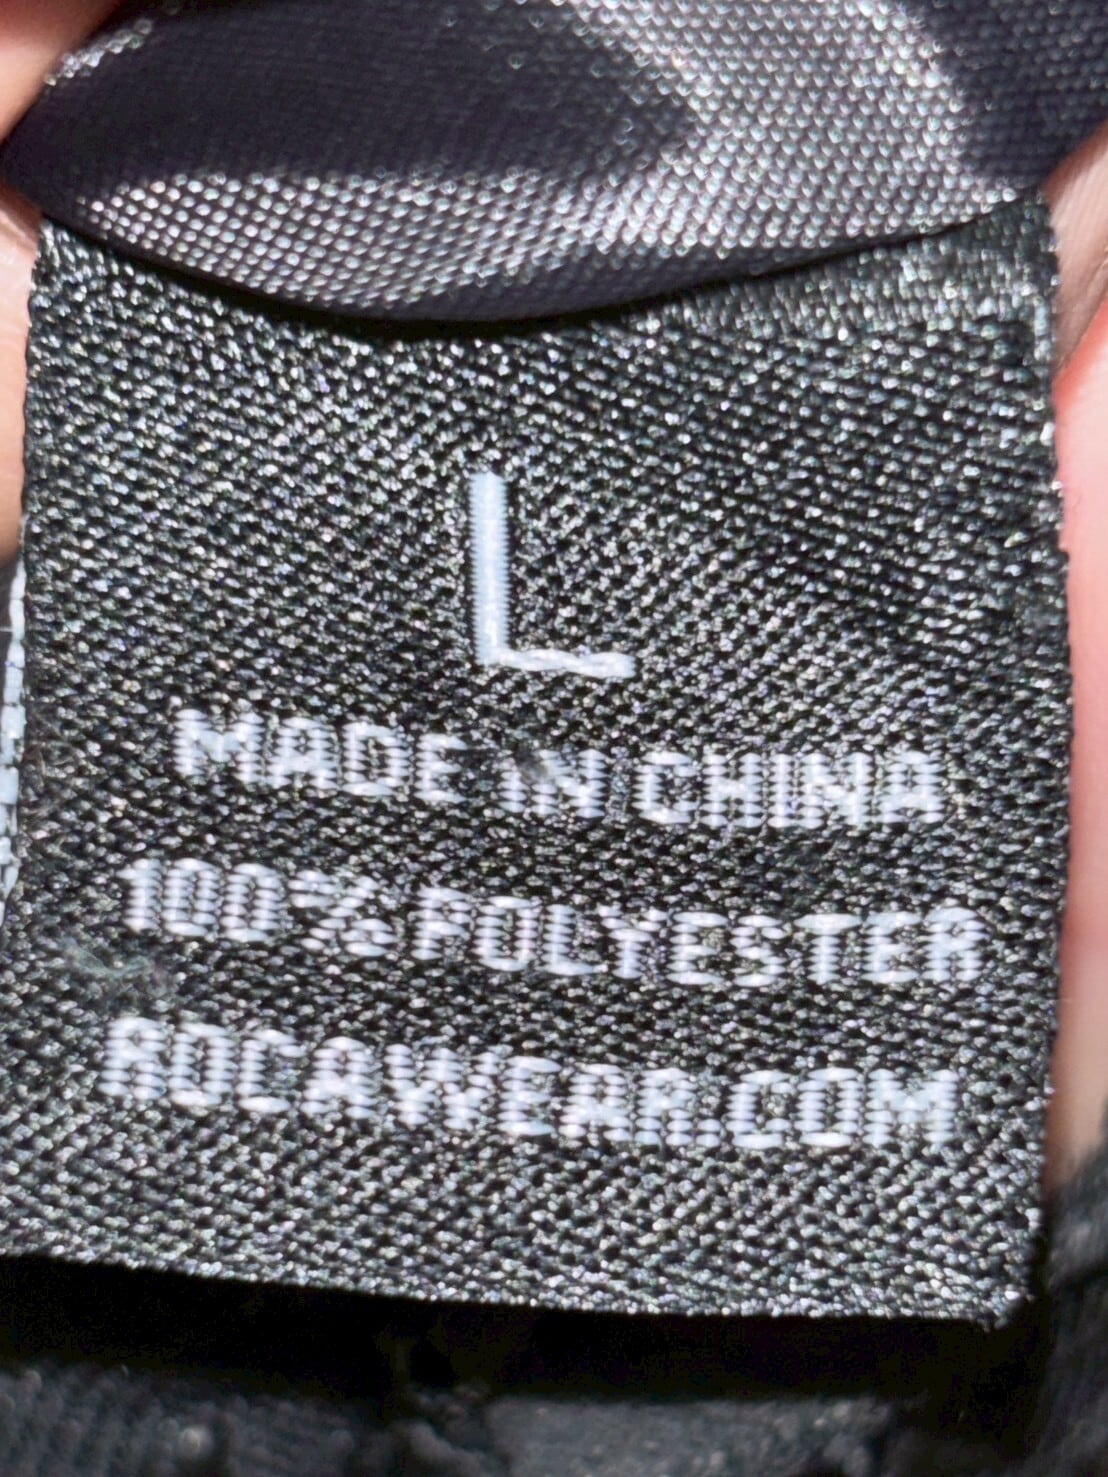 L
MADE IN CHINA
100% POLYESTER
ROCAWEAR.COM